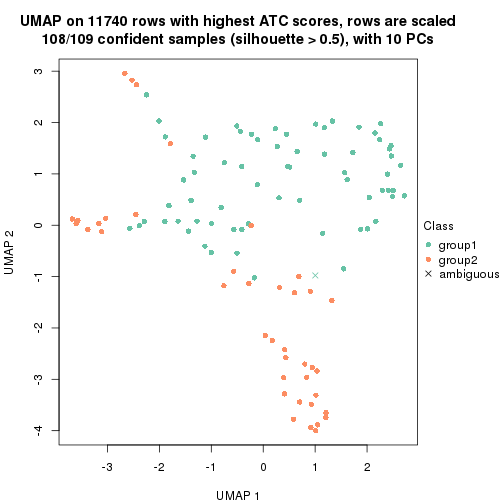 UMAP on 11740 rows with highest ATC scores, rows are scaled
108/109 confident samples (silhouette > 0.5), with 10 PCs
3
2
1
0
-1
-2
-3
-4
UMAP 2
-3
-2
-1
0
1
2
UMAP 1
Class
group1
group2
ambiguous